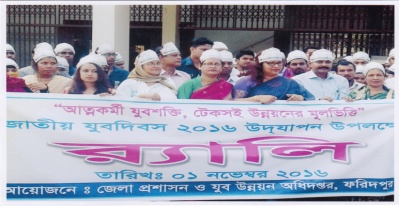 “আত্মকর্মী যুবশক্তি, টেকসই উন্নয়নের মূলভিত্তি”
জাতীয় যুবদিবস ২০১৬ উদযাপন উপলক্ষে
র‍্যালি
তারিখঃ ০১ নভেম্বর ২০১৬
আয়োজনে ঃ জেলা প্রশাসন ও যুব উন্নয়ন অধিদপ্তর, ফরিদপুর